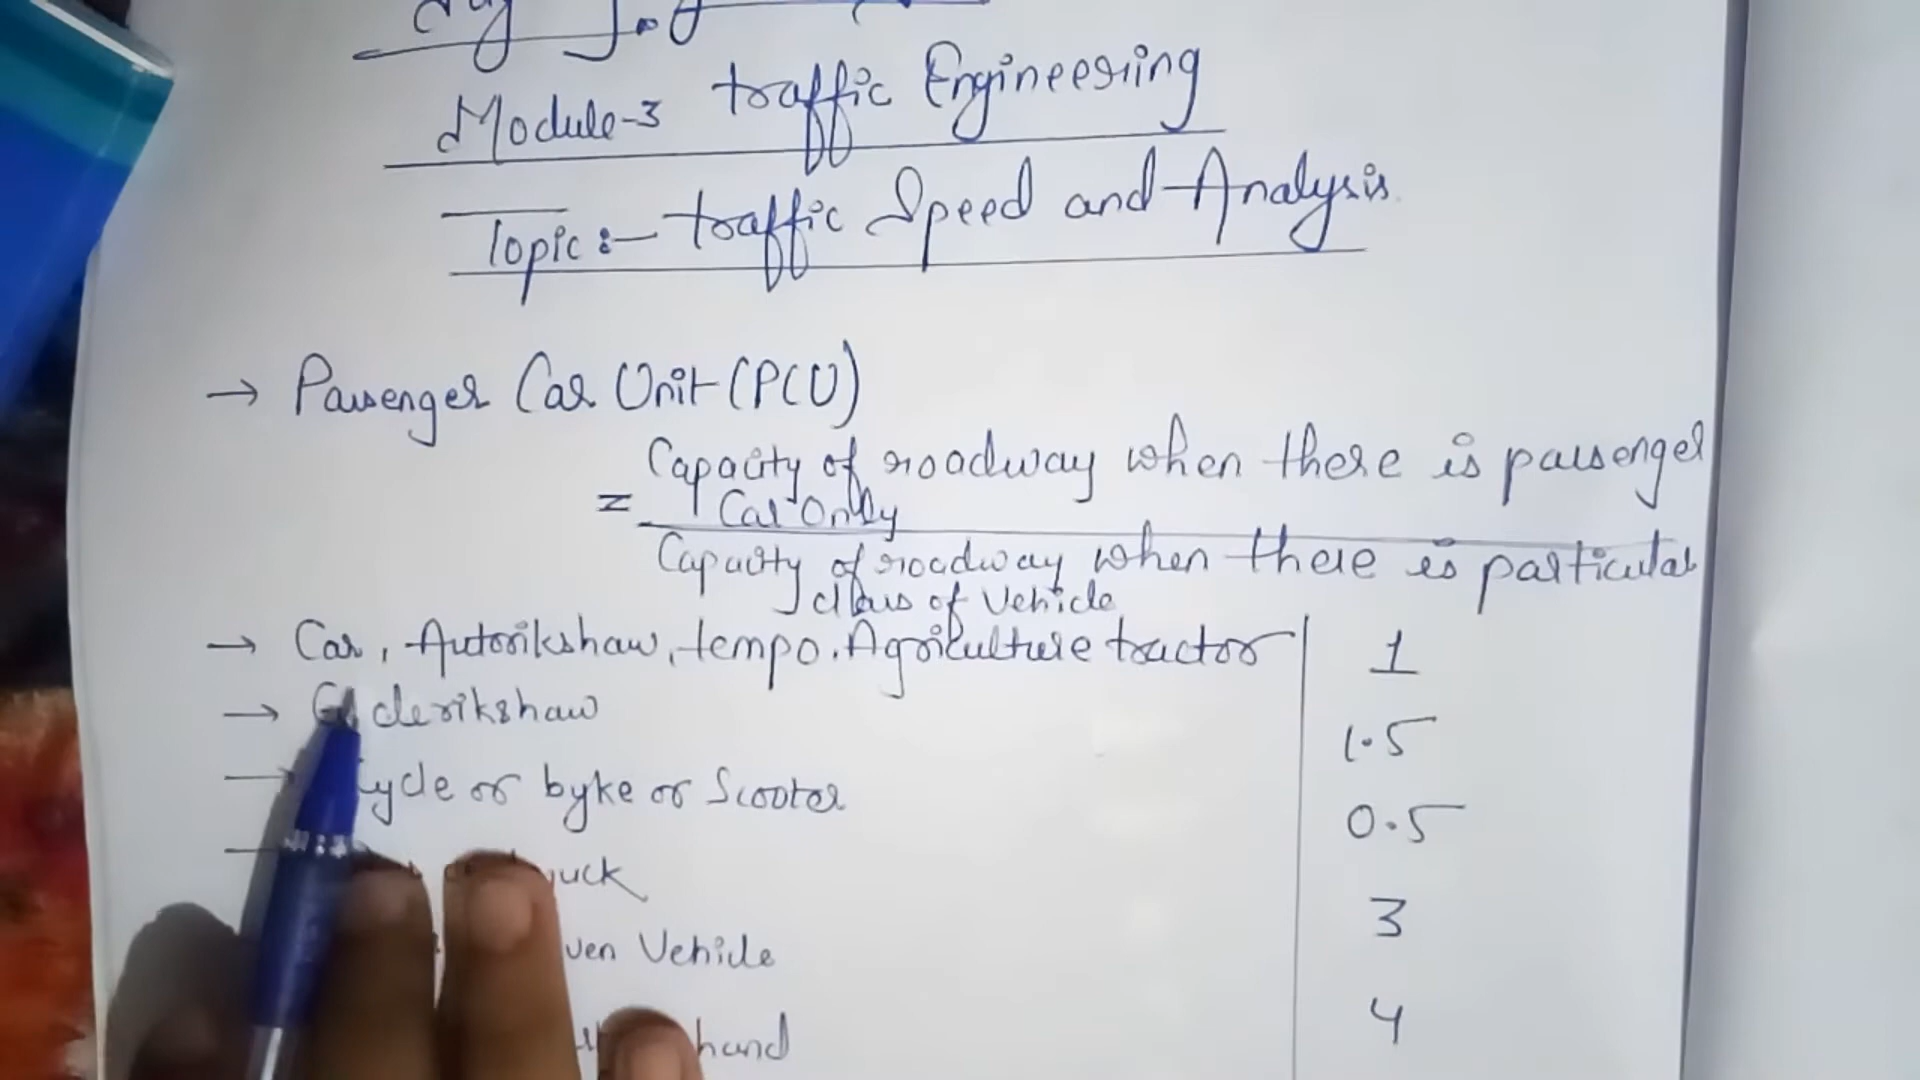 Module-3 traffic Engineering
Topic:- traffic Speed and Analysis
→ Passenger Car Unit (PCU)
= Capacity of roadway when there is passenger
Car Only
Capacity of roadway when there is particular
class of Vehicle
→ Car, Autorikshaw, tempo, Agriculture tractor 1
→ clerikshaw 1.5
→ cycle or byke or Scooter 0.5
uck 3
ven Vehicle 4
hand